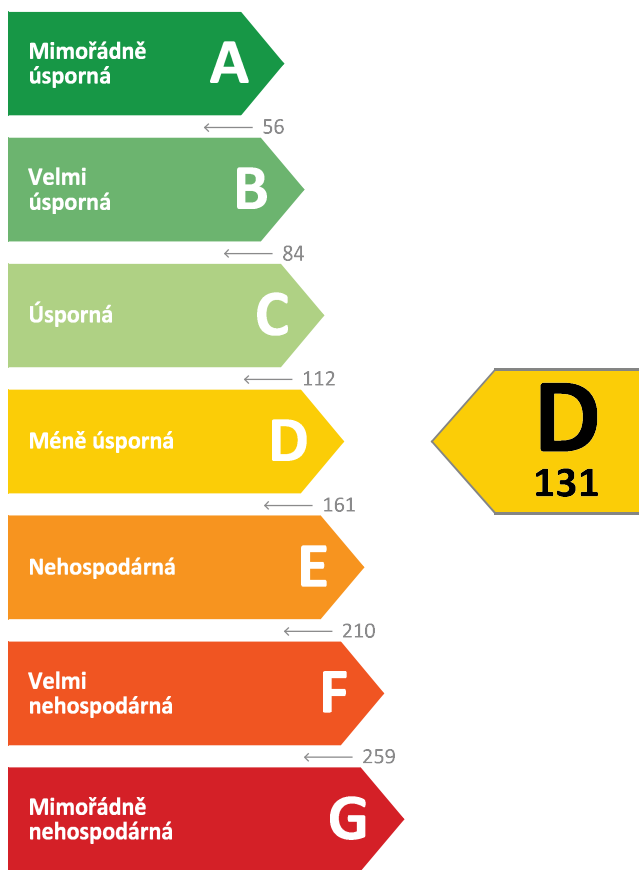 Mimořádně
úsporná
A
56
Velmi
úsporná
B
84
Úsporná
C
112
Méně úsporná
D
D
131
161
Nehospodárná
E
210
Velmi
nehospodárná
F
259
Mimořádně
nehospodárná
G